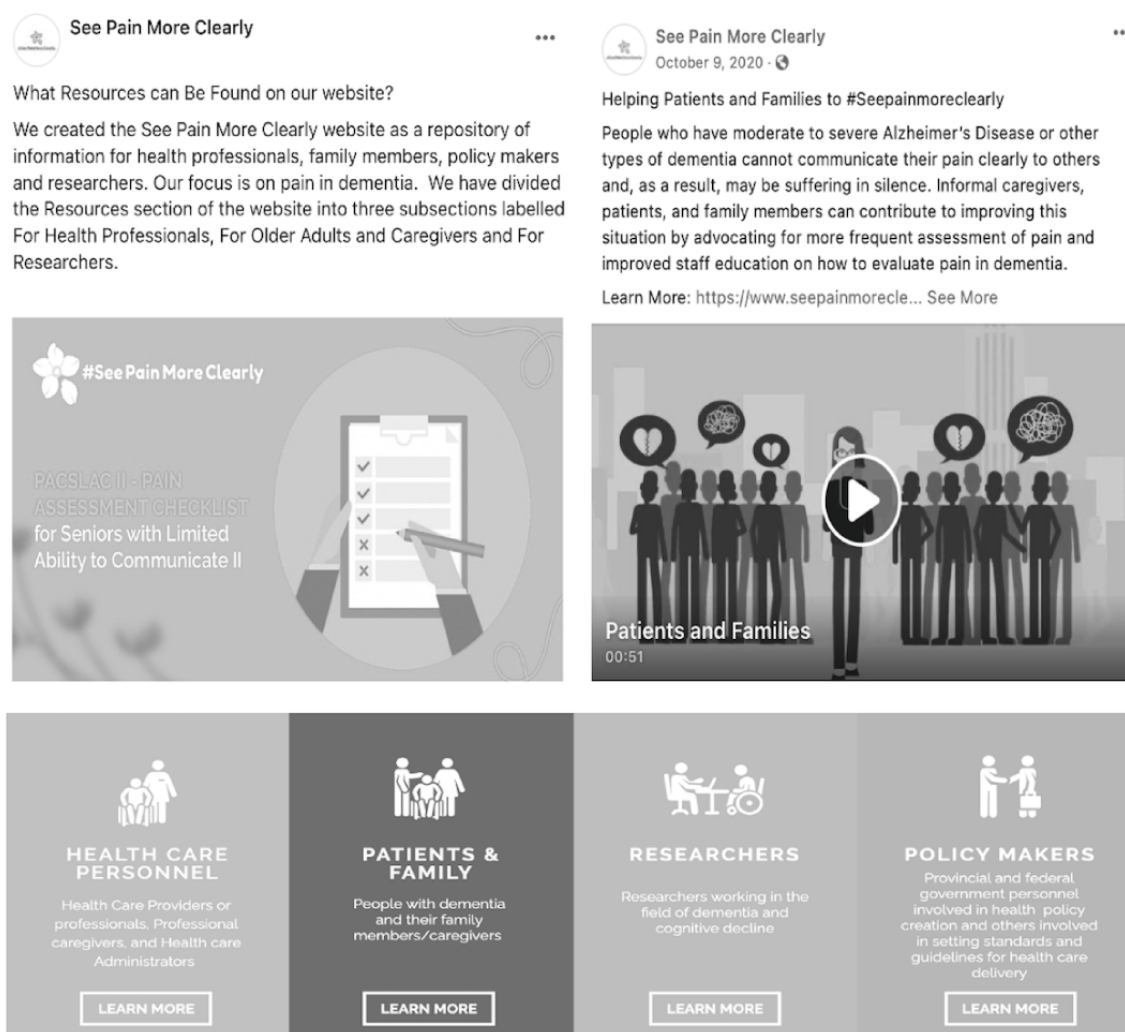 See Pain More Clearly
What Resources can Be Found on our website?
We created the See Pain More Clearly website as a repository of
information for health professionals, family members, policy makers
and researchers. Our focus is on pain in dementia. We have divided
the Resources section of the website into three subsections labelled
For Health Professionals, For Older Adults and Caregivers and For
Researchers.
#See Pain More Clearly
PACSLAC II - PAIN
ASSESSMENT CHECKLIST
for Seniors with Limited
Ability to Communicate II
See Pain More Clearly
October 9, 2020 ·
Helping Patients and Families to #Seepainmoreclearly
People who have moderate to severe Alzheimer's Disease or other
types of dementia cannot communicate their pain clearly to others
and, as a result, may be suffering in silence. Informal caregivers,
patients, and family members can contribute to improving this
situation by advocating for more frequent assessment of pain and
improved staff education on how to evaluate pain in dementia.
Learn More: https://www.seepainmorecle... See More
Patients and Families
00:51
HEALTH CARE
PERSONNEL
Health Care Providers or
professionals, Professional
caregivers, and Health care
Administrators
LEARN MORE
PATIENTS &
FAMILY
People with dementia
and their family
members/caregivers
LEARN MORE
RESEARCHERS
Researchers working in the
field of dementia and
cognitive decline
LEARN MORE
POLICY MAKERS
Provincial and federal
government personnel
involved in health policy
creation and others involved
in setting standards and
guidelines for health care
delivery
LEARN MORE